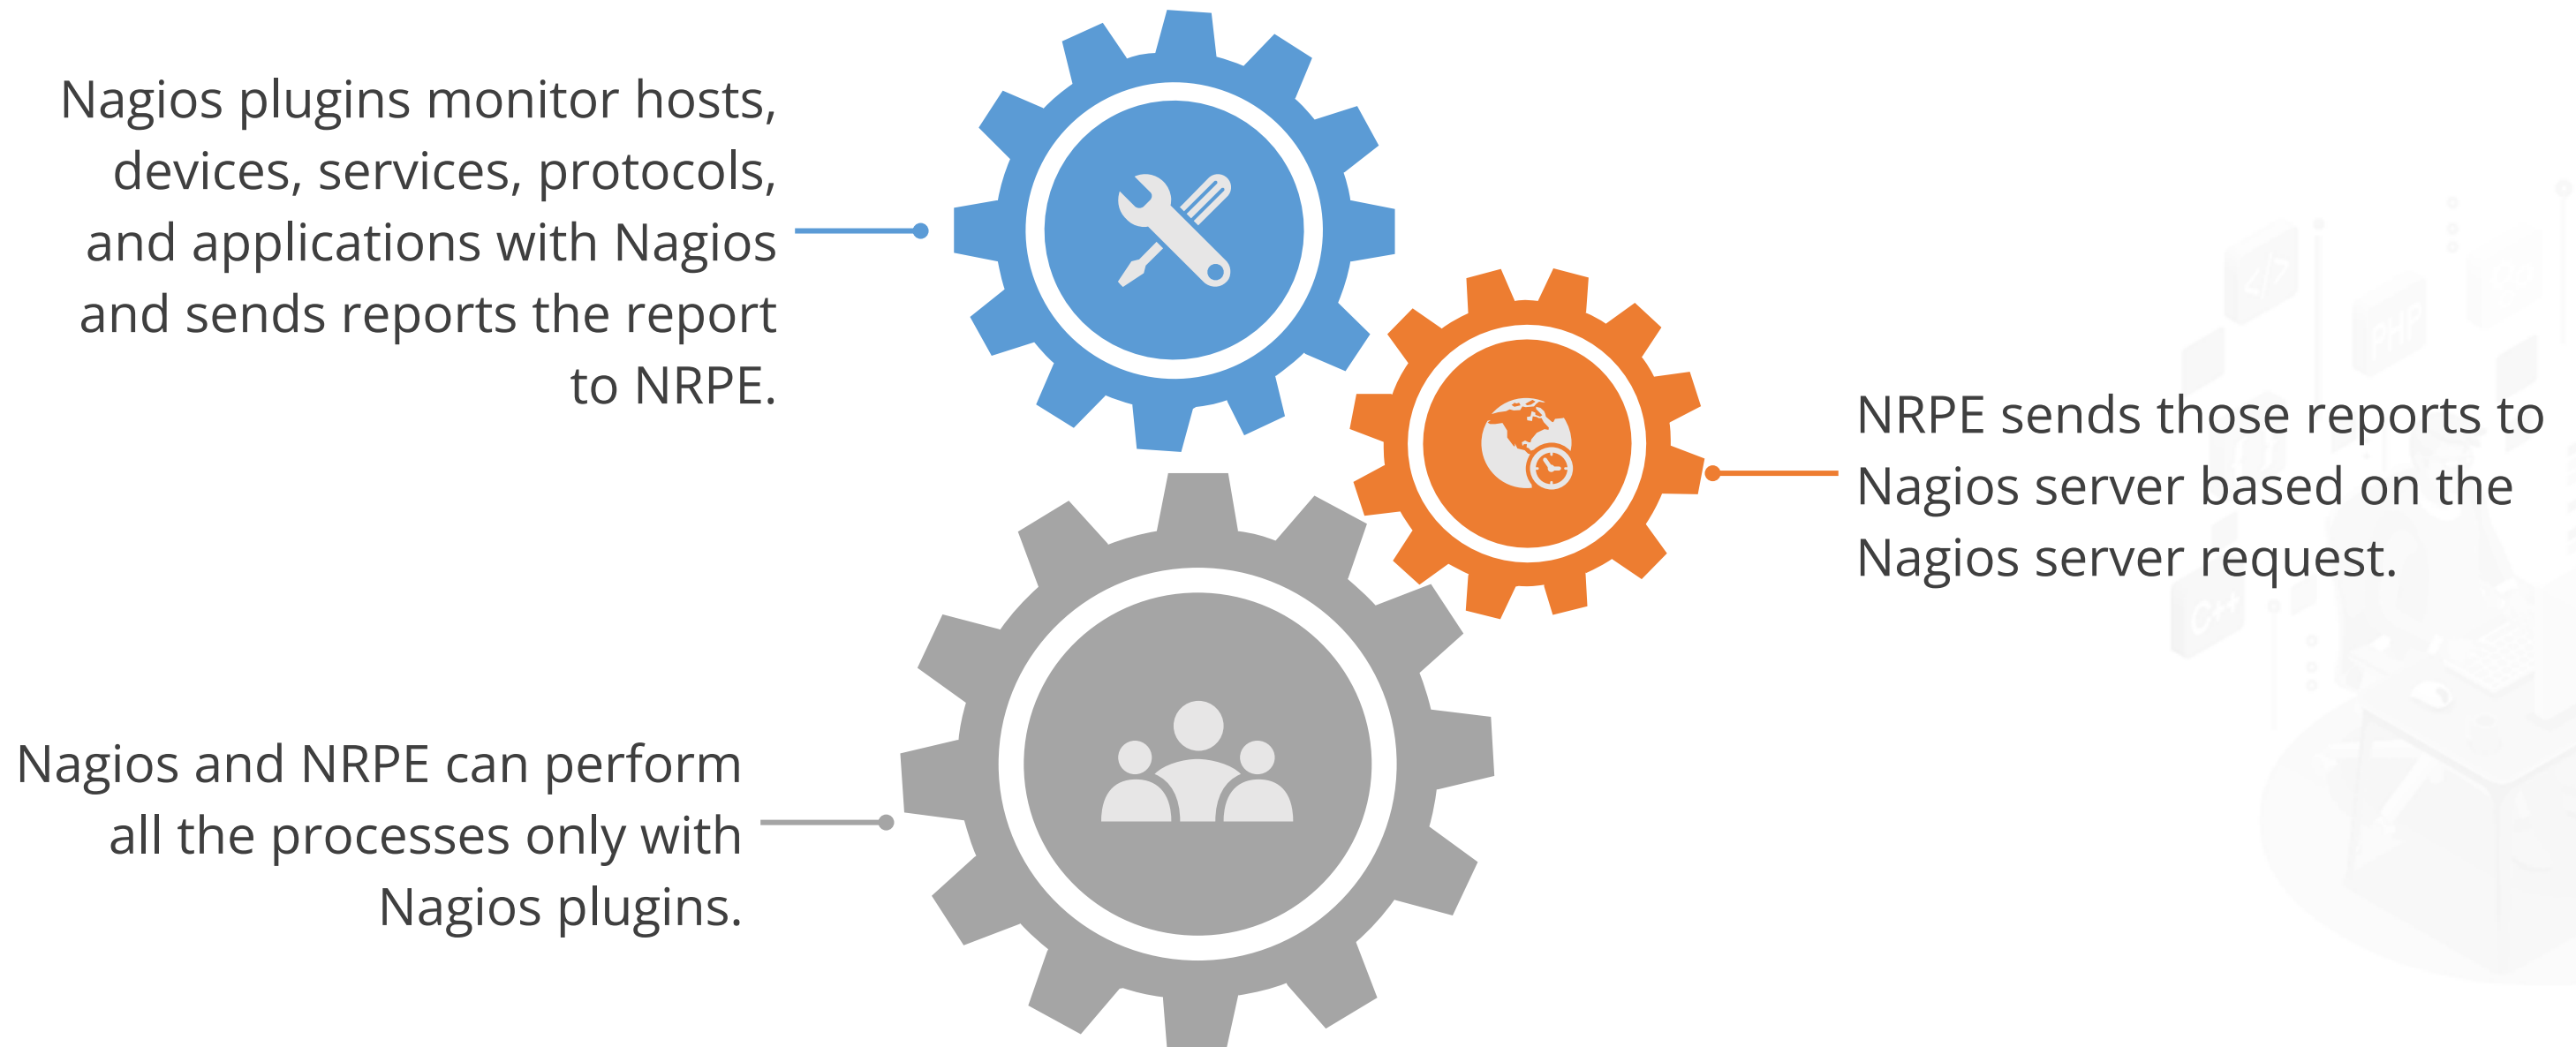 Nagios plugins monitor hosts,
devices, services, protocols,
and applications with Nagios
and sends reports the report
to NRPE.
NRPE sends those reports to
Nagios server based on the
Nagios server request.
Nagios and NRPE can perform
all the processes only with
Nagios plugins.